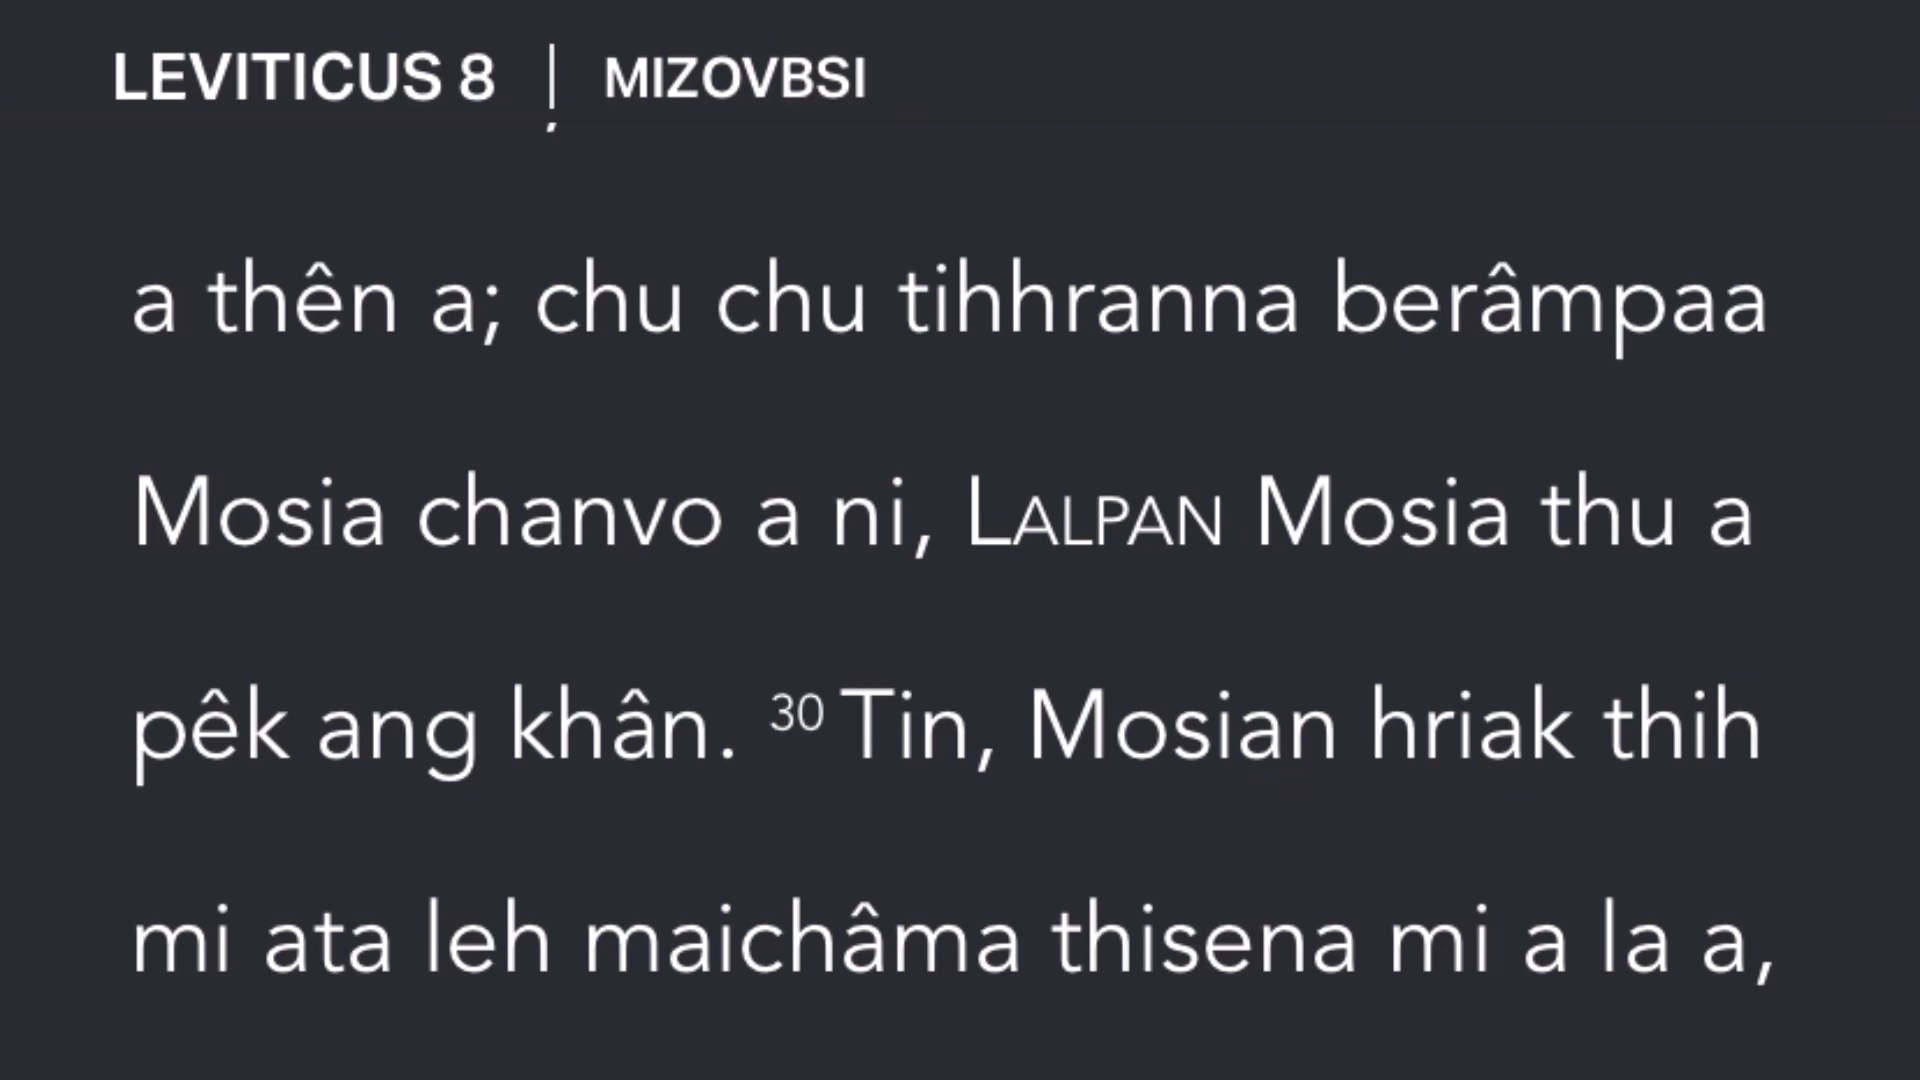 LEVITICUS 8 | MIZOVBSI
a thên a; chu chu tihhranna berâmpaa
Mosia chanvo a ni, LALPAN Mosia thu a
pêk ang khân. 30 Tin, Mosian hriak thih
mi ata leh maichâma thisena mi a la a,